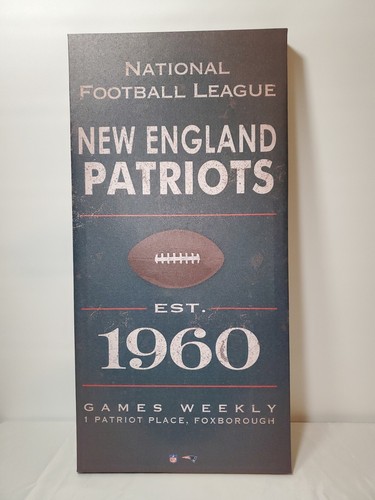 NATIONAL
FOOTBALL LEAGUE
NEW ENGLAND
PATRIOTS
EST.
1960
GAMES WEEKLY
1 PATRIOT PLACE, FOXBOROUGH